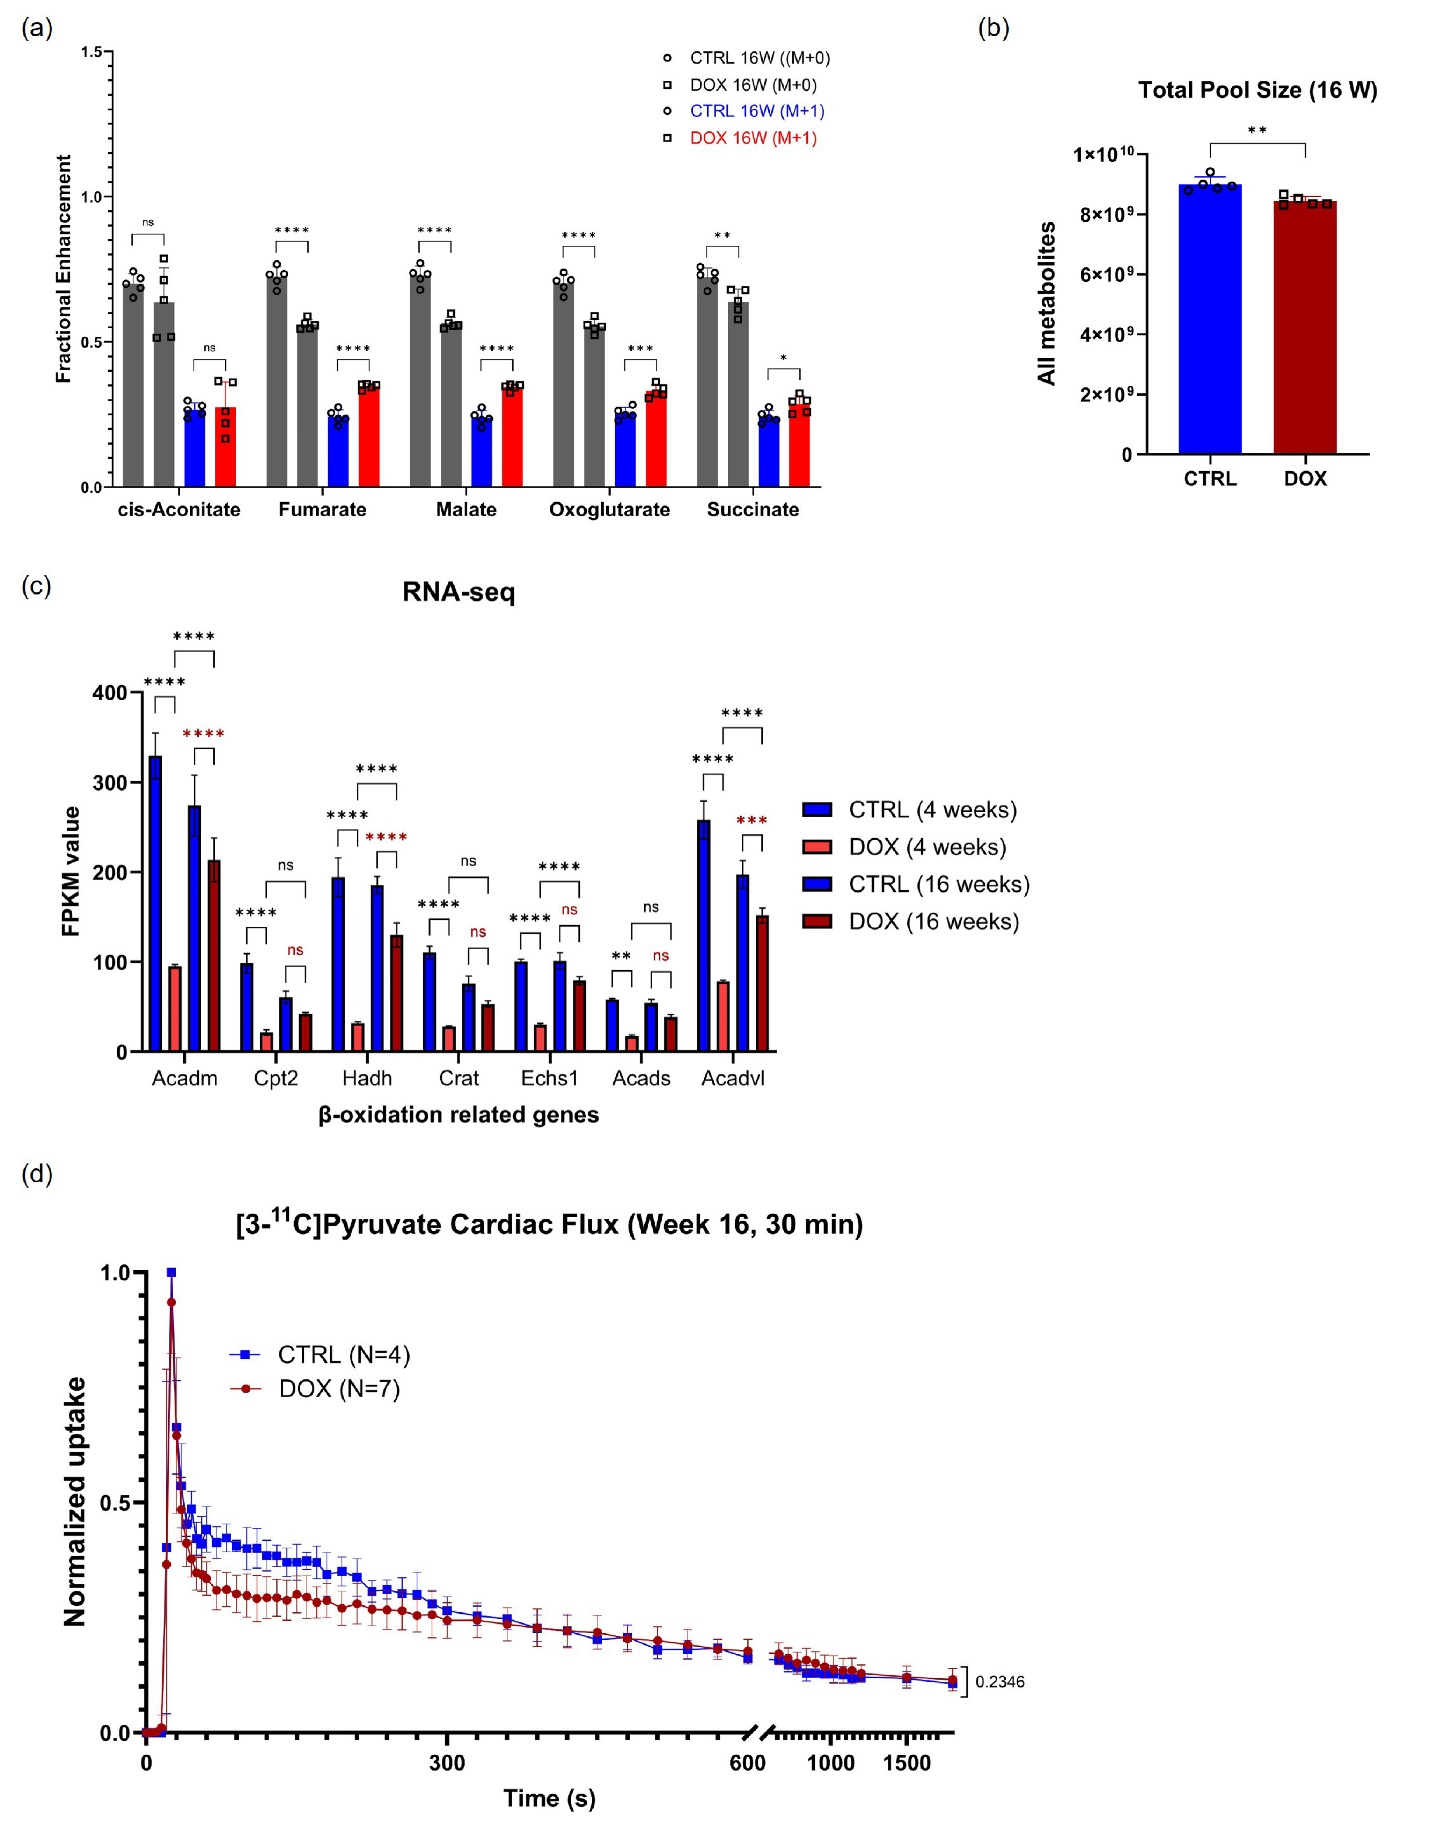 (a)
1.5
1.0
0.5
0.0
Fractional Enhancement
CTRL 16W ((M+0)
DOX 16W (M+0)
CTRL 16W (M+1)
DOX 16W (M+1)
ns
ns
****
****
****
****
****
***
**
*
cis-Aconitate Fumarate Malate Oxoglutarate Succinate
(b)
Total Pool Size (16 W)
**
1×10¹⁰
8×10⁹
6×10⁹
4×10⁹
2×10⁹
0
All metabolites
CTRL DOX
(c)
RNA-seq
400
300
200
100
0
FPKM value
****
****
****
****
ns
ns
****
****
****
****
ns
ns
****
****
ns
**
ns
ns
****
****
***
Acadm Cpt2 Hadh Crat Echs1 Acads Acadvl
β-oxidation related genes
CTRL (4 weeks)
DOX (4 weeks)
CTRL (16 weeks)
DOX (16 weeks)
(d)
[3-¹¹C]Pyruvate Cardiac Flux (Week 16, 30 min)
1.0
0.5
0.0
Normalized uptake
CTRL (N=4)
DOX (N=7)
0.2346
0 300 600 1000 1500
Time (s)